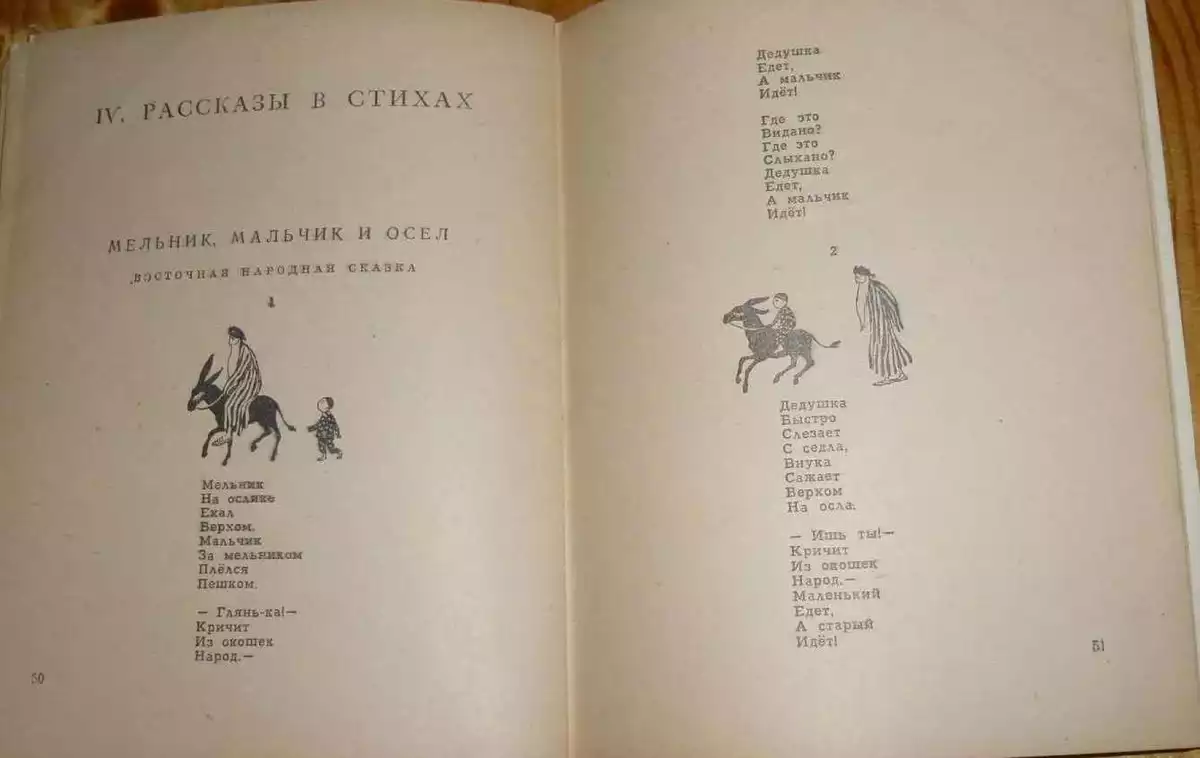 IV. РАССКАЗЫ В СТИХАХ
МЕЛЬНИК, МАЛЬЧИК И ОСЕЛ
ВОСТОЧНАЯ НАРОДНАЯ СКАЗКА
1
Мельник
На ослике
Ехал
Верхом.
Мальчик
За мельником
Плёлся
Пешком.
— Глянь-ка!—
Кричит
Из окошек
Народ.—
50
Дедушка
Едет,
А мальчик
Идёт!
Где это
Видано?
Где это
Слыхано?
Дедушка
Едет,
А мальчик
Идёт!
2
Дедушка
Быстро
Слезает
С седла,
Внука
Сажает
Верхом
На осла.
— Ишь ты!—
Кричит
Из окошек
Народ.—
Маленький
Едет,
А старый
Идёт!
51